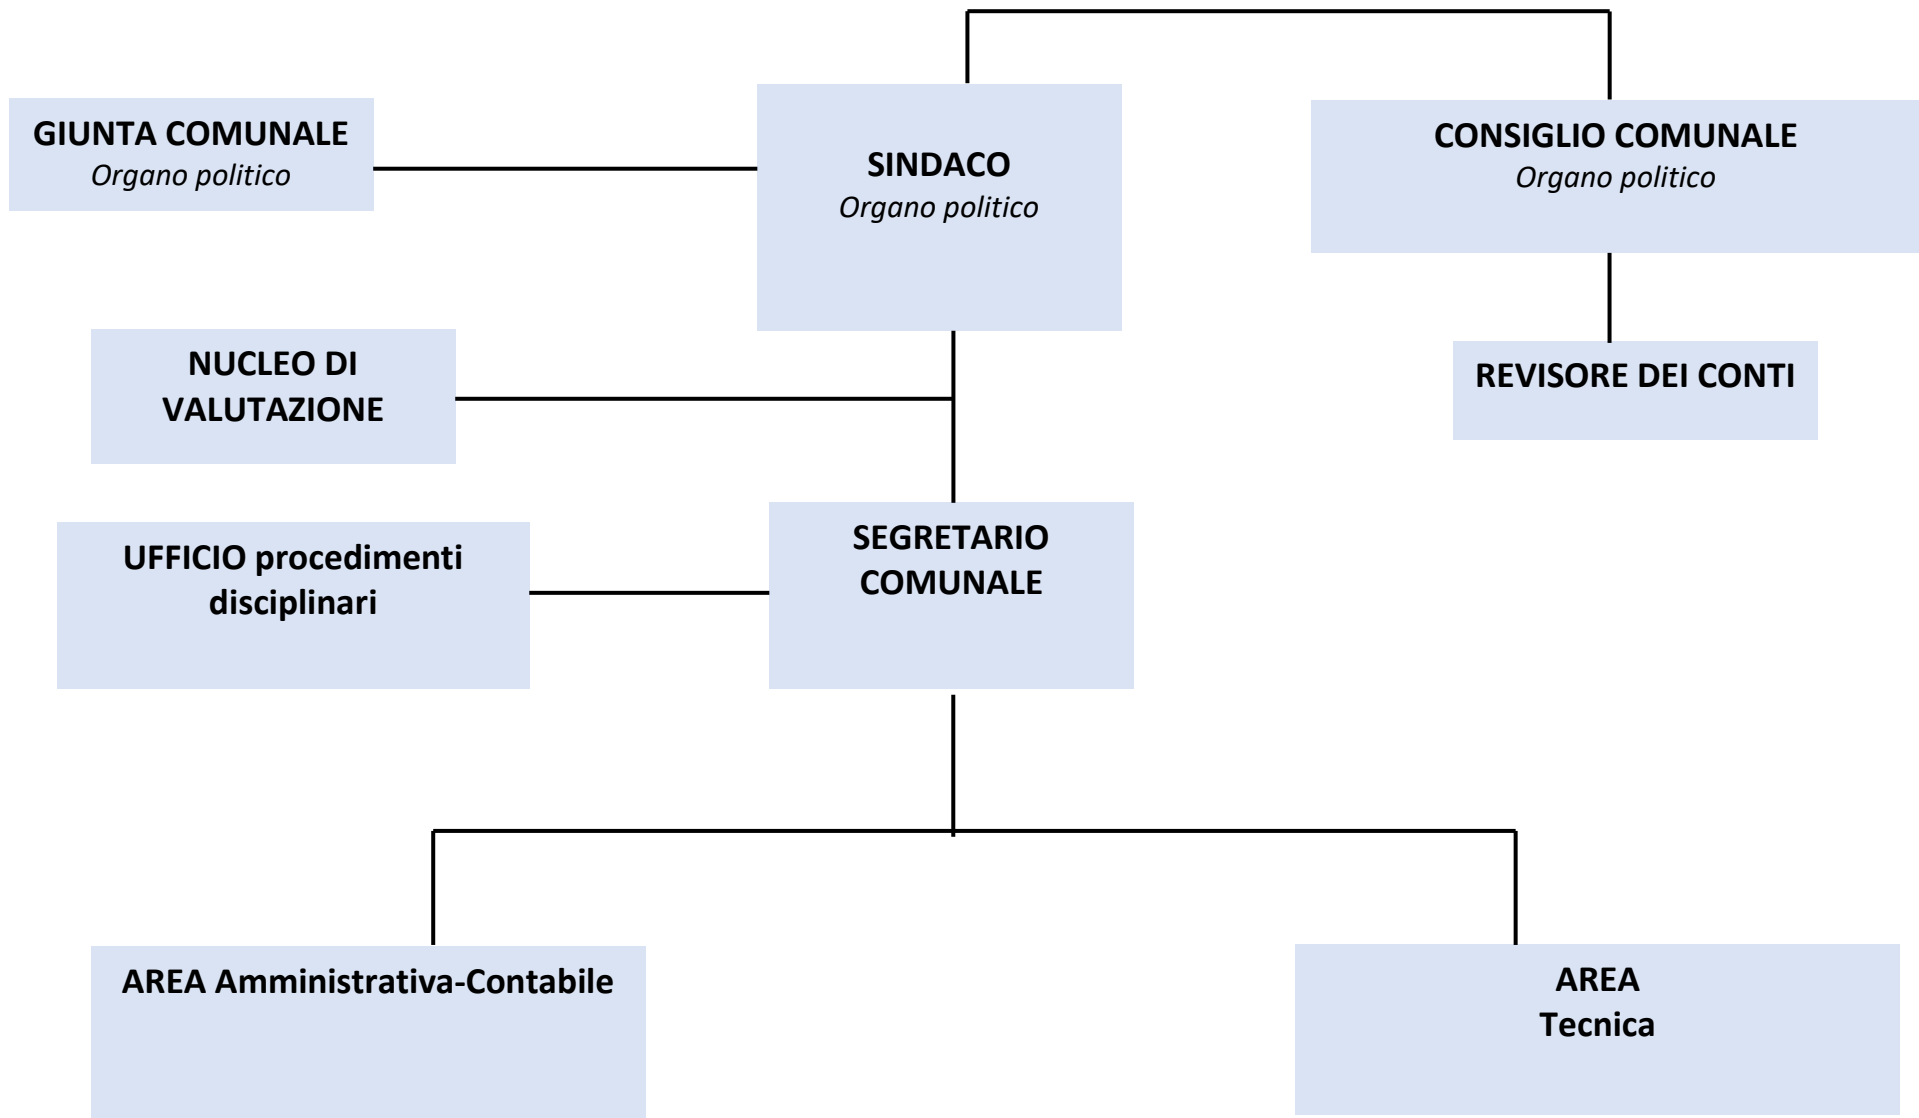 GIUNTA COMUNALE
Organo politico
SINDACO
Organo politico
CONSIGLIO COMUNALE
Organo politico
NUCLEO DI
VALUTAZIONE
REVISORE DEI CONTI
UFFICIO procedimenti
disciplinari
SEGRETARIO
COMUNALE
AREA Amministrativa-Contabile
AREA
Tecnica